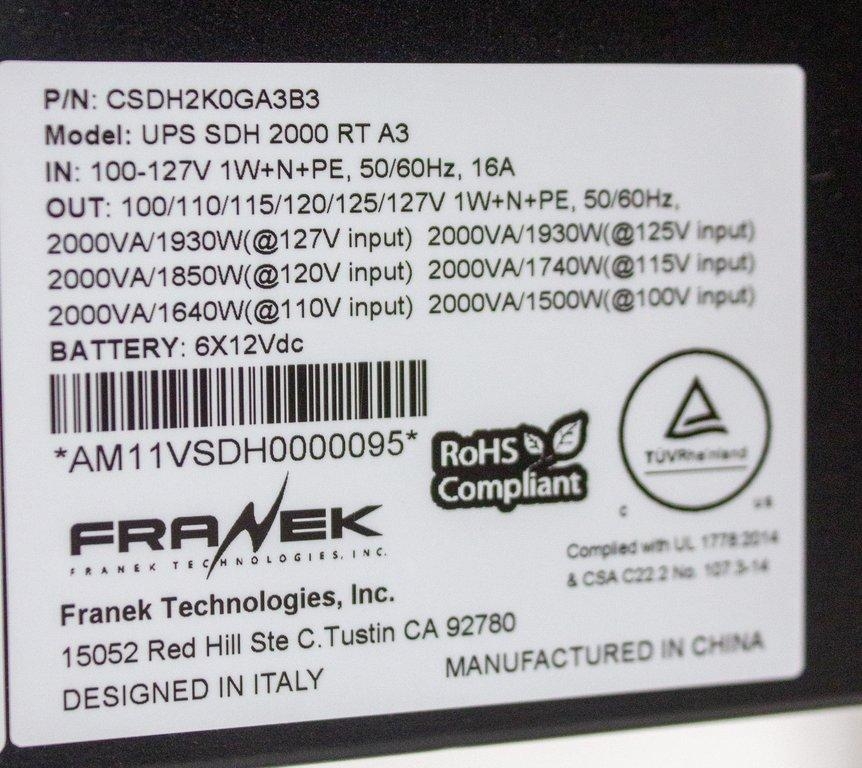 P/N: CSDH2K0GA3B3
Model: UPS SDH 2000 RT A3
IN: 100-127V 1W+N+PE, 50/60Hz, 16A
OUT: 100/110/115/120/125/127V 1W+N+PE, 50/60Hz,
2000VA/1930W(@127V input) 2000VA/1930W(@125V input)
2000VA/1850W(@120V input) 2000VA/1740W(@115V input)
2000VA/1640W(@110V input) 2000VA/1500W(@100V input)
BATTERY: 6X12Vdc
*AM11VSDH0000095*
RoHS
Compliant
TÜVRheinland
c us
FRANEK
FRANEK TECHNOLOGIES, INC.
Complied with UL 1778:2014
& CSA C22.2 No. 107.3-14
Franek Technologies, Inc.
15052 Red Hill Ste C.Tustin CA 92780
DESIGNED IN ITALY MANUFACTURED IN CHINA